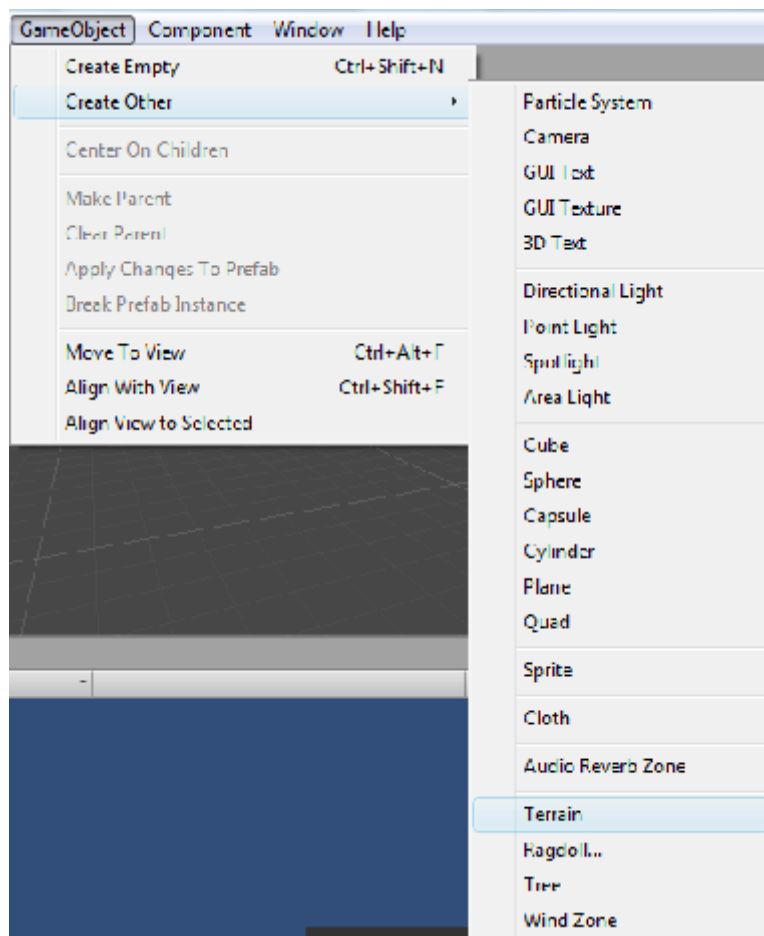 GameObject Component Window Help
Create Empty Ctrl+Shift+N
Create Other
Center On Children
Make Parent
Clear Parent
Apply Changes To Prefab
Break Prefab Instance
Move To View Ctrl+Alt+F
Align With View Ctrl+Shift+F
Align View to Selected
Particle System
Camera
GUI Text
GUI Texture
3D Text
Directional Light
Point Light
Spotlight
Area Light
Cube
Sphere
Capsule
Cylinder
Plane
Quad
Sprite
Cloth
Audio Reverb Zone
Terrain
Ragdoll...
Tree
Wind Zone